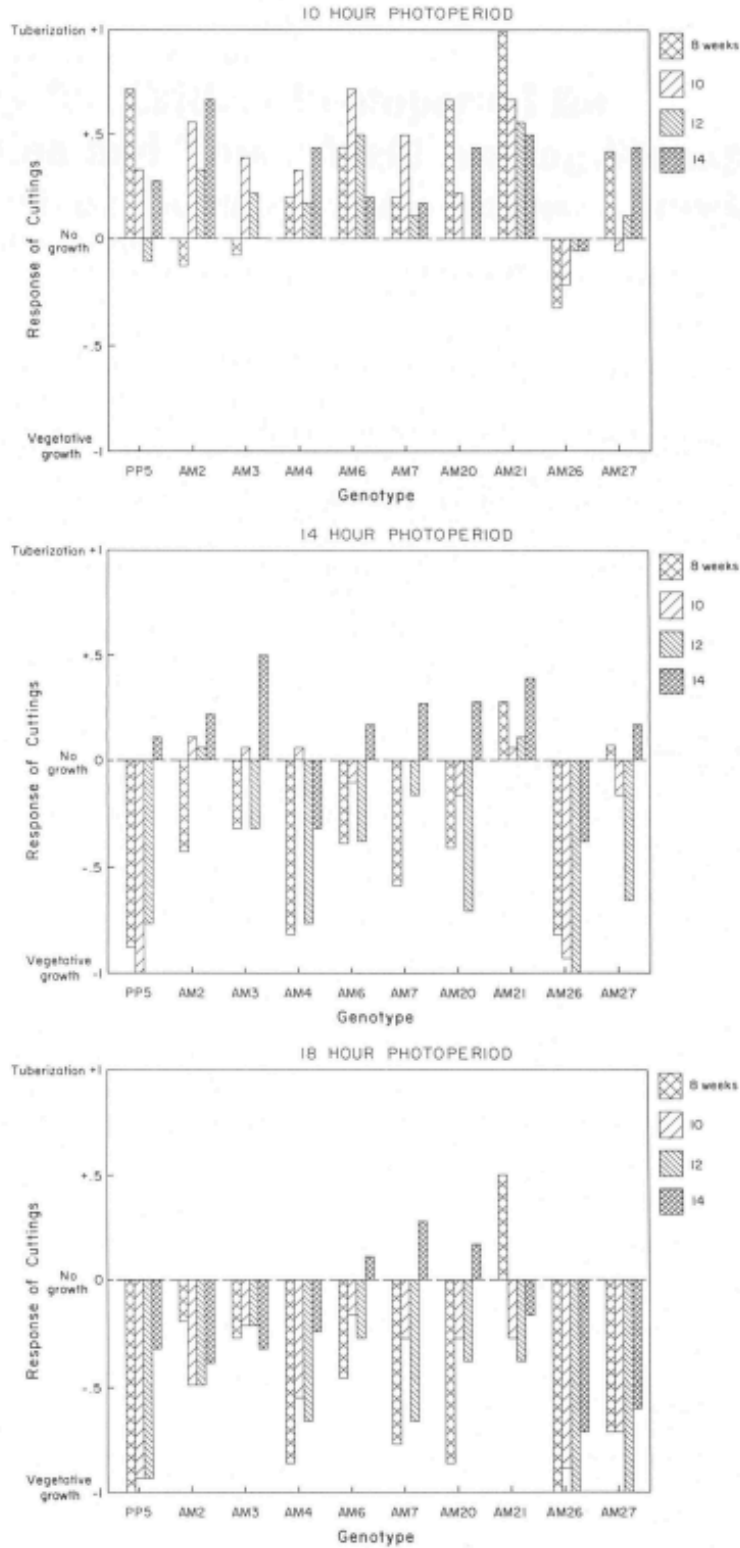 10 HOUR PHOTOPERIOD
Tuberization +1
+.5
No growth 0
-.5
Vegetative growth -1
Response of Cuttings
PP5 AM2 AM3 AM4 AM6 AM7 AM20 AM21 AM26 AM27
Genotype
8 weeks
10
12
14
14 HOUR PHOTOPERIOD
Tuberization +1
+.5
No growth 0
-.5
Vegetative growth -1
Response of Cuttings
PP5 AM2 AM3 AM4 AM6 AM7 AM20 AM21 AM26 AM27
Genotype
8 weeks
10
12
14
18 HOUR PHOTOPERIOD
Tuberization +1
+.5
No growth 0
-.5
Vegetative growth -1
Response of Cuttings
PP5 AM2 AM3 AM4 AM6 AM7 AM20 AM21 AM26 AM27
Genotype
8 weeks
10
12
14